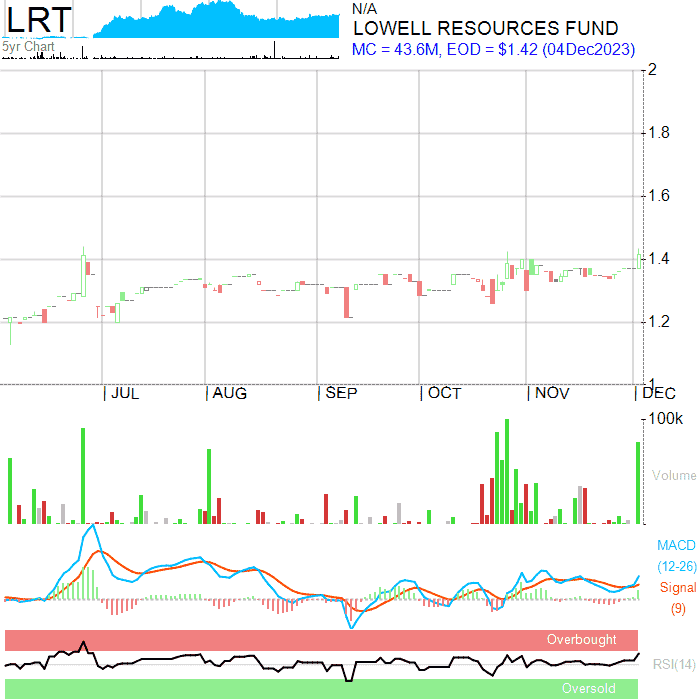 LRT
5yr Chart
N/A
LOWELL RESOURCES FUND
MC = 43.6M, EOD = $1.42 (04Dec2023)
2
1.8
1.6
1.4
1.2
1
JUL AUG SEP OCT NOV DEC
100k
Volume
MACD
(12-26)
Signal
(9)
Overbought
RSI(14)
Oversold